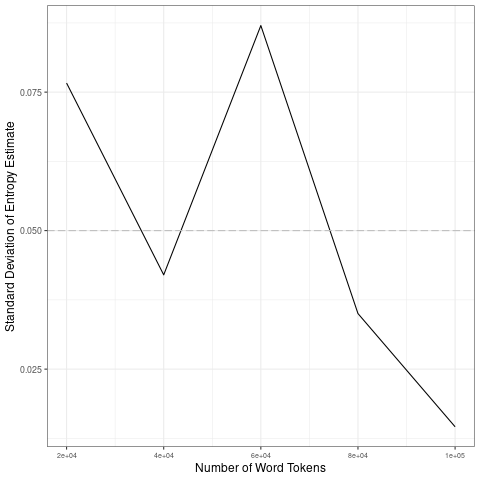 Standard Deviation of Entropy Estimate
0.075
0.050
0.025
2e+04 4e+04 6e+04 8e+04 1e+05
Number of Word Tokens